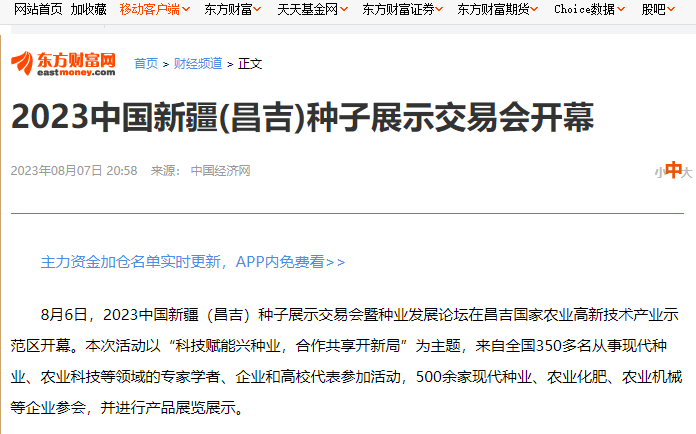 网站首页 加收藏 移动客户端 东方财富 天天基金网 东方财富证券 东方财富期货 Choice数据 股吧
东方财富网
eastmoney.com
首页 > 财经频道 > 正文
2023中国新疆(昌吉)种子展示交易会开幕
2023年08月07日 20:58 来源： 中国经济网
小 中 大
主力资金加仓名单实时更新，APP内免费看>>
8月6日，2023中国新疆（昌吉）种子展示交易会暨种业发展论坛在昌吉国家农业高新技术产业示
范区开幕。本次活动以“科技赋能兴种业，合作共享开新局”为主题，来自全国350多名从事现代种
业、农业科技等领域的专家学者、企业和高校代表参加活动，500余家现代种业、农业化肥、农业机械
等企业参会，并进行产品展览展示。